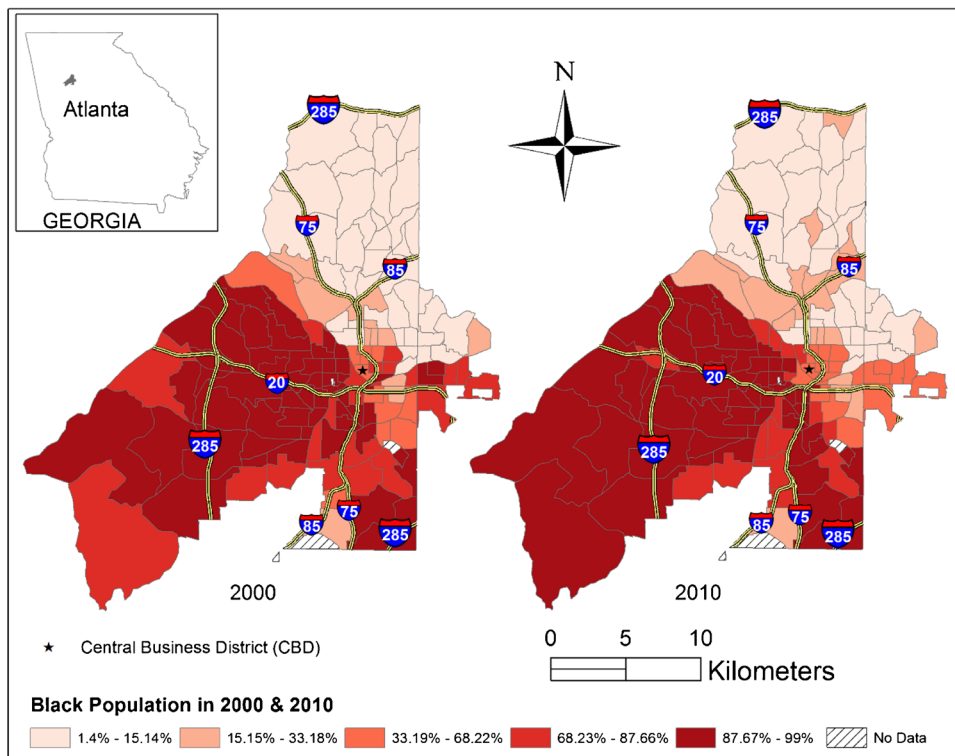 Atlanta
GEORGIA
N
285
75
85
20
285
85
75
285
2000
285
75
85
20
285
85
75
285
2010
★ Central Business District (CBD)
0 5 10
Kilometers
Black Population in 2000 & 2010
1.4% - 15.14% 15.15% - 33.18% 33.19% - 68.22% 68.23% - 87.66% 87.67% - 99% No Data